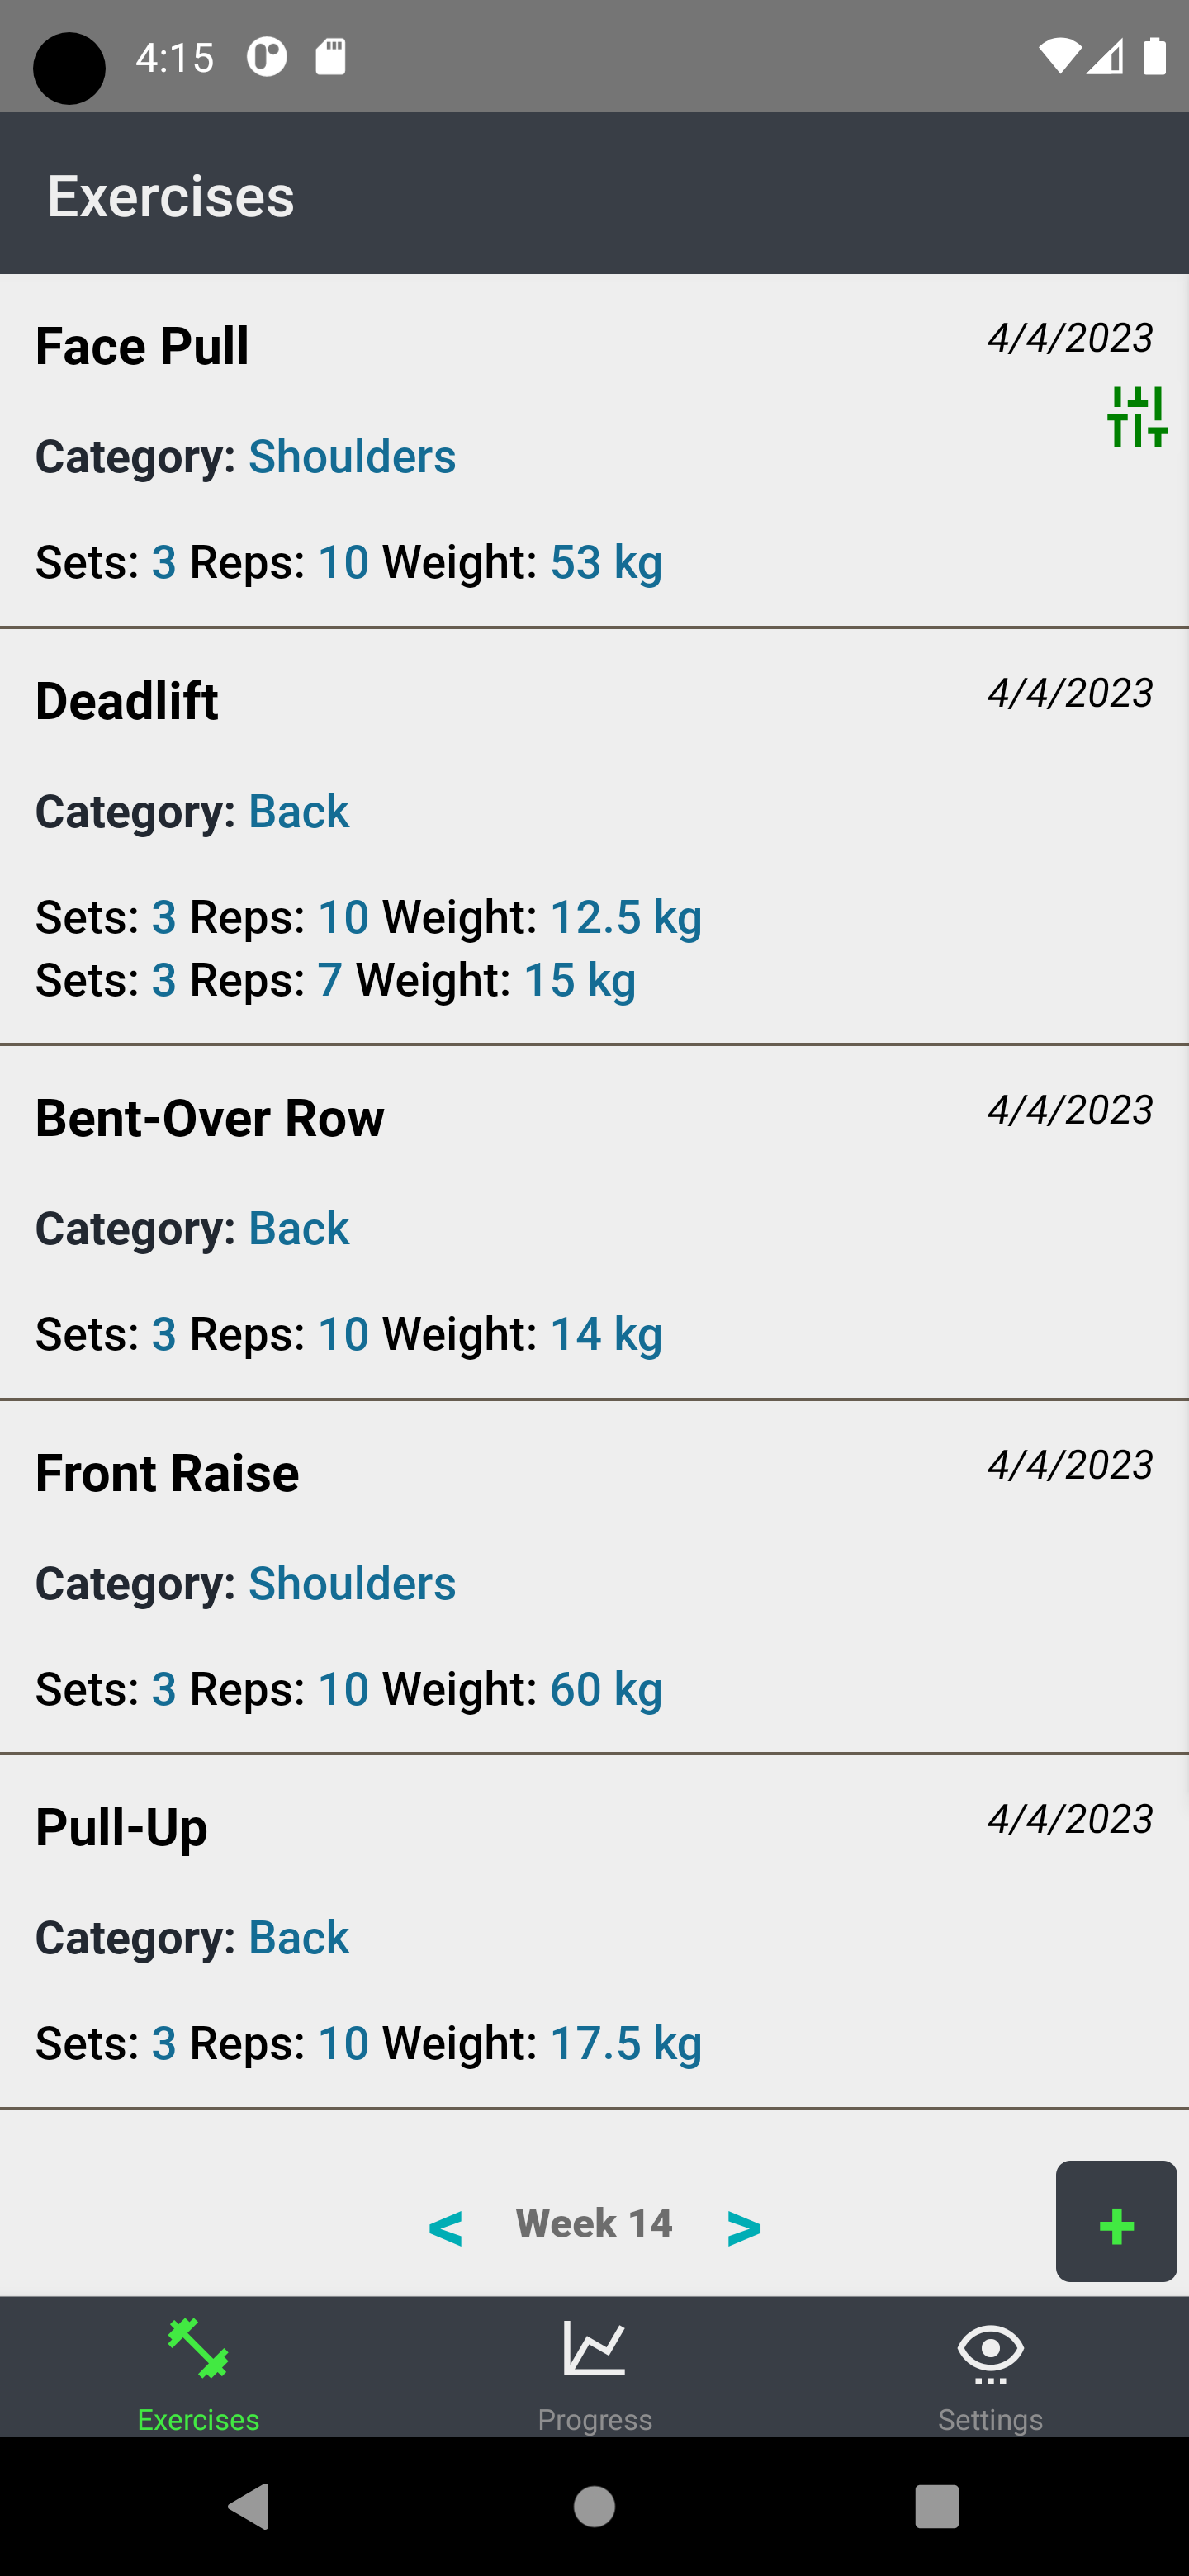 4:15
Exercises
Face Pull
4/4/2023
Category: Shoulders
Sets: 3 Reps: 10 Weight: 53 kg
Deadlift
4/4/2023
Category: Back
Sets: 3 Reps: 10 Weight: 12.5 kg
Sets: 3 Reps: 7 Weight: 15 kg
Bent-Over Row
4/4/2023
Category: Back
Sets: 3 Reps: 10 Weight: 14 kg
Front Raise
4/4/2023
Category: Shoulders
Sets: 3 Reps: 10 Weight: 60 kg
Pull-Up
4/4/2023
Category: Back
Sets: 3 Reps: 10 Weight: 17.5 kg
< Week 14 >
+
Exercises
Progress
Settings